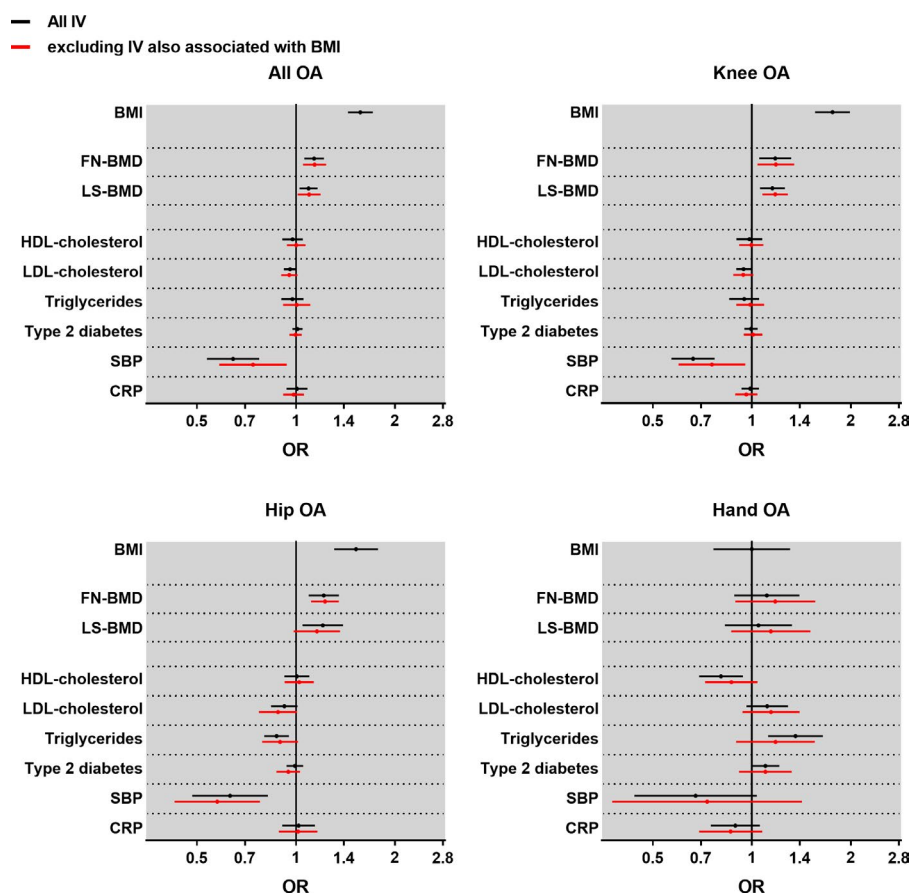 All IV
excluding IV also associated with BMI
All OA
BMI
FN-BMD
LS-BMD
HDL-cholesterol
LDL-cholesterol
Triglycerides
Type 2 diabetes
SBP
CRP
0.5 0.7 1 1.4 2 2.8
OR
Knee OA
BMI
FN-BMD
LS-BMD
HDL-cholesterol
LDL-cholesterol
Triglycerides
Type 2 diabetes
SBP
CRP
0.5 0.7 1 1.4 2 2.8
OR
Hip OA
BMI
FN-BMD
LS-BMD
HDL-cholesterol
LDL-cholesterol
Triglycerides
Type 2 diabetes
SBP
CRP
0.5 0.7 1 1.4 2 2.8
OR
Hand OA
BMI
FN-BMD
LS-BMD
HDL-cholesterol
LDL-cholesterol
Triglycerides
Type 2 diabetes
SBP
CRP
0.5 0.7 1 1.4 2 2.8
OR